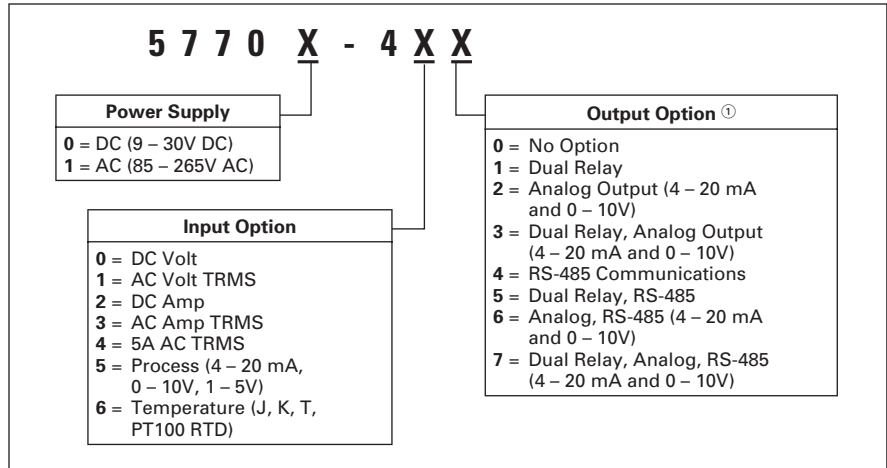 5 7 7 0 X - 4 X X
Power Supply
0 = DC (9 – 30V DC)
1 = AC (85 – 265V AC)
Input Option
0 = DC Volt
1 = AC Volt TRMS
2 = DC Amp
3 = AC Amp TRMS
4 = 5A AC TRMS
5 = Process (4 – 20 mA,
0 – 10V, 1 – 5V)
6 = Temperature (J, K, T,
PT100 RTD)
Output Option ①
0 = No Option
1 = Dual Relay
2 = Analog Output (4 – 20 mA
and 0 – 10V)
3 = Dual Relay, Analog Output
(4 – 20 mA and 0 – 10V)
4 = RS-485 Communications
5 = Dual Relay, RS-485
6 = Analog, RS-485 (4 – 20 mA
and 0 – 10V)
7 = Dual Relay, Analog, RS-485
(4 – 20 mA and 0 – 10V)